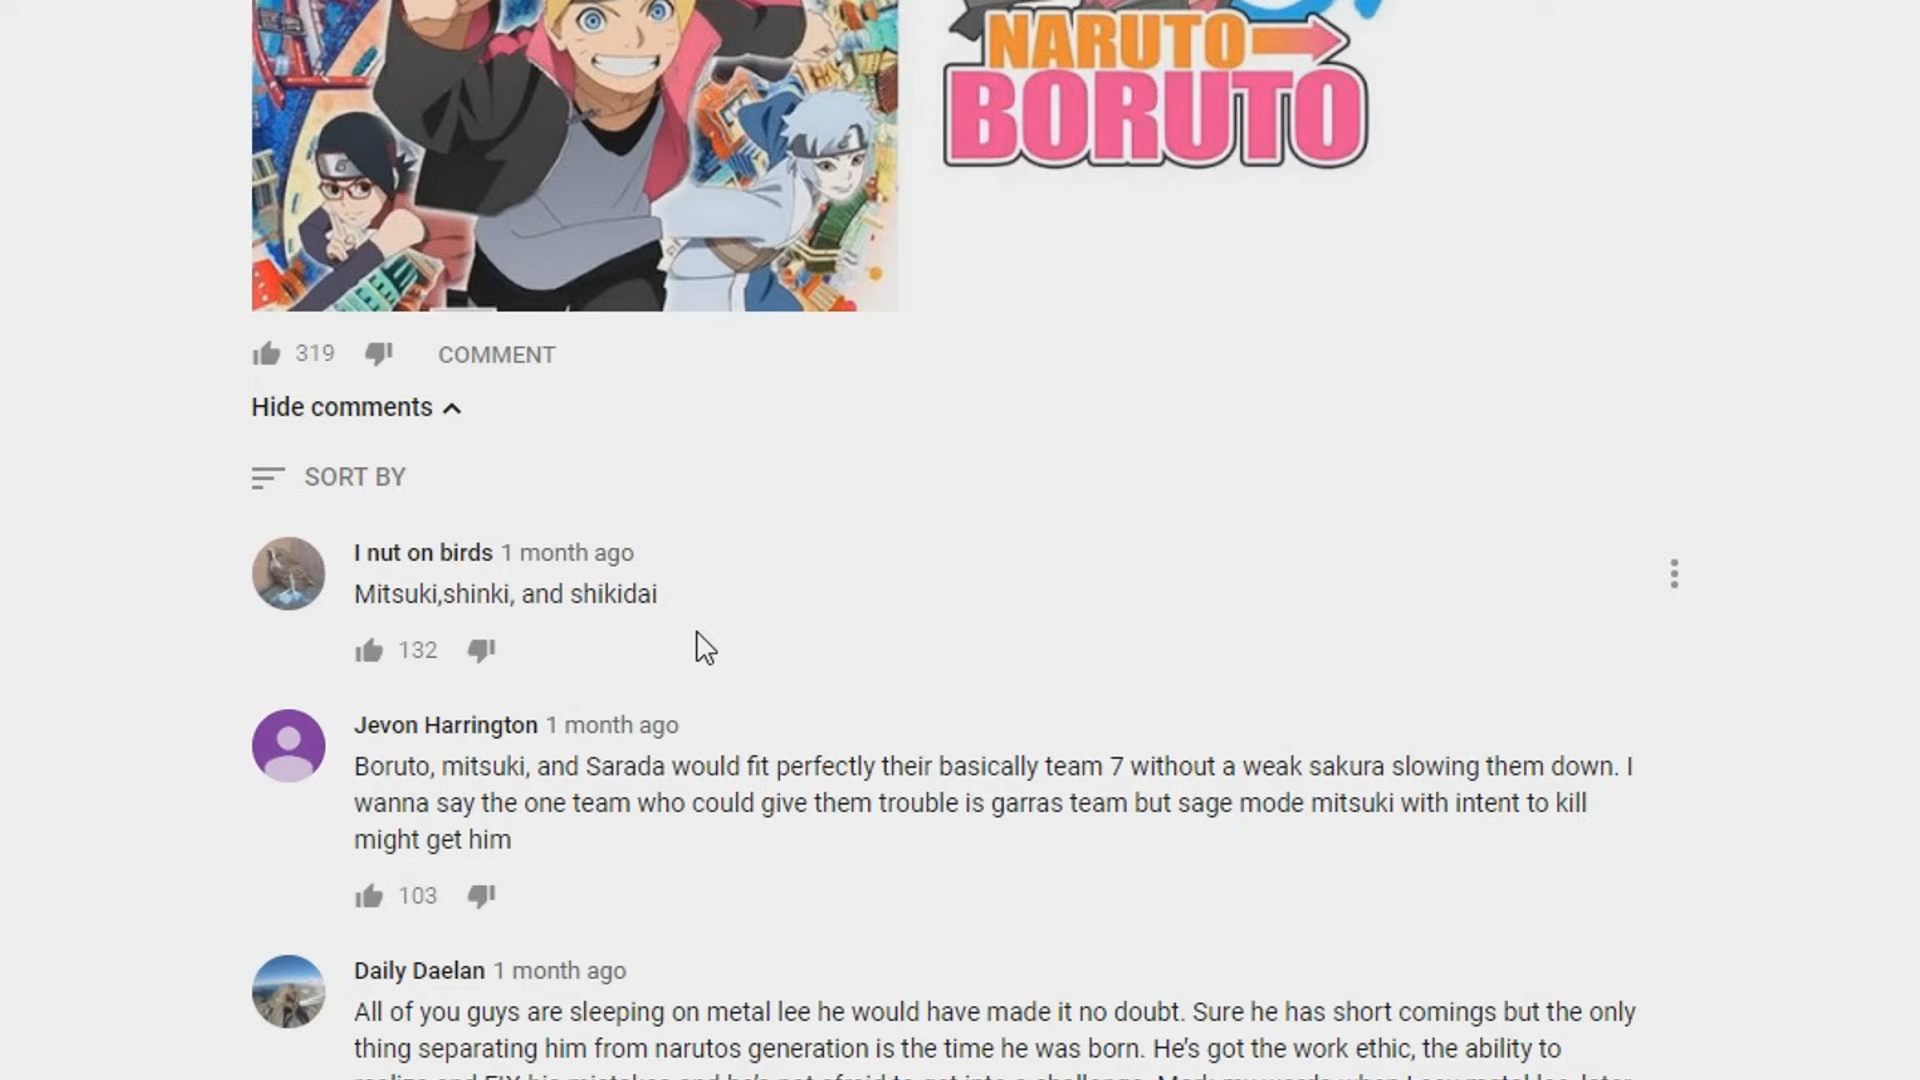 NARUTO
BORUTO
319 COMMENT
Hide comments
SORT BY
I nut on birds 1 month ago
Mitsuki,shinki, and shikidai
132
Jevon Harrington 1 month ago
Boruto, mitsuki, and Sarada would fit perfectly their basically team 7 without a weak sakura slowing them down. I
wanna say the one team who could give them trouble is garras team but sage mode mitsuki with intent to kill
might get him
103
Daily Daelan 1 month ago
All of you guys are sleeping on metal lee he would have made it no doubt. Sure he has short comings but the only
thing separating him from narutos generation is the time he was born. He's got the work ethic, the ability to